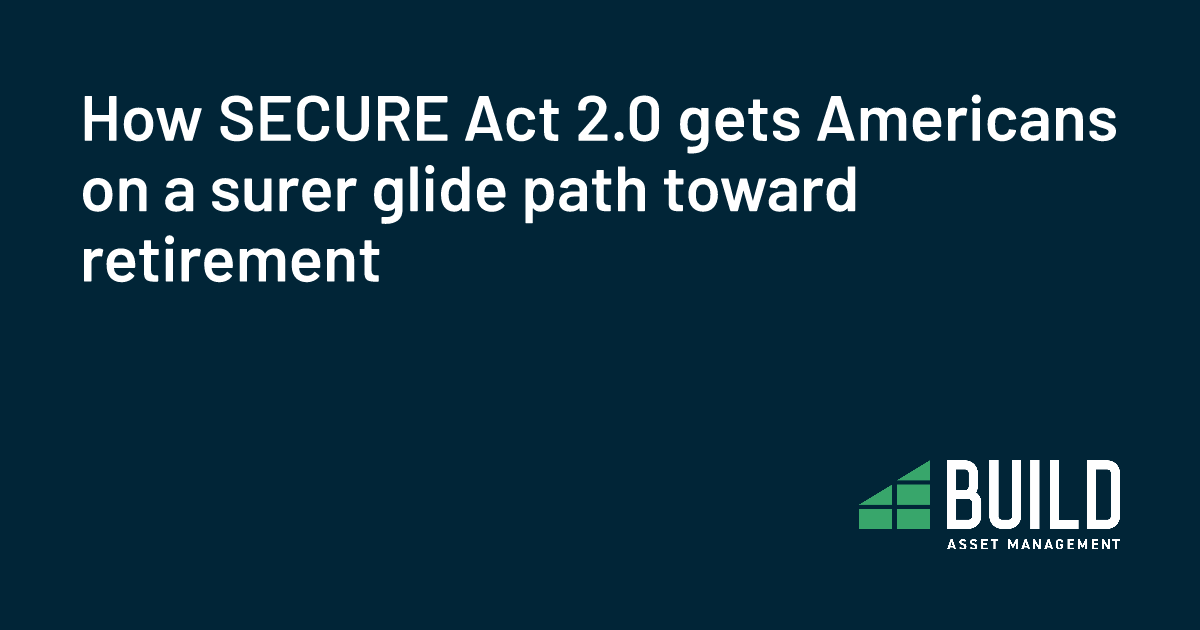 How SECURE Act 2.0 gets Americans
on a surer glide path toward
retirement
BUILD
ASSET MANAGEMENT